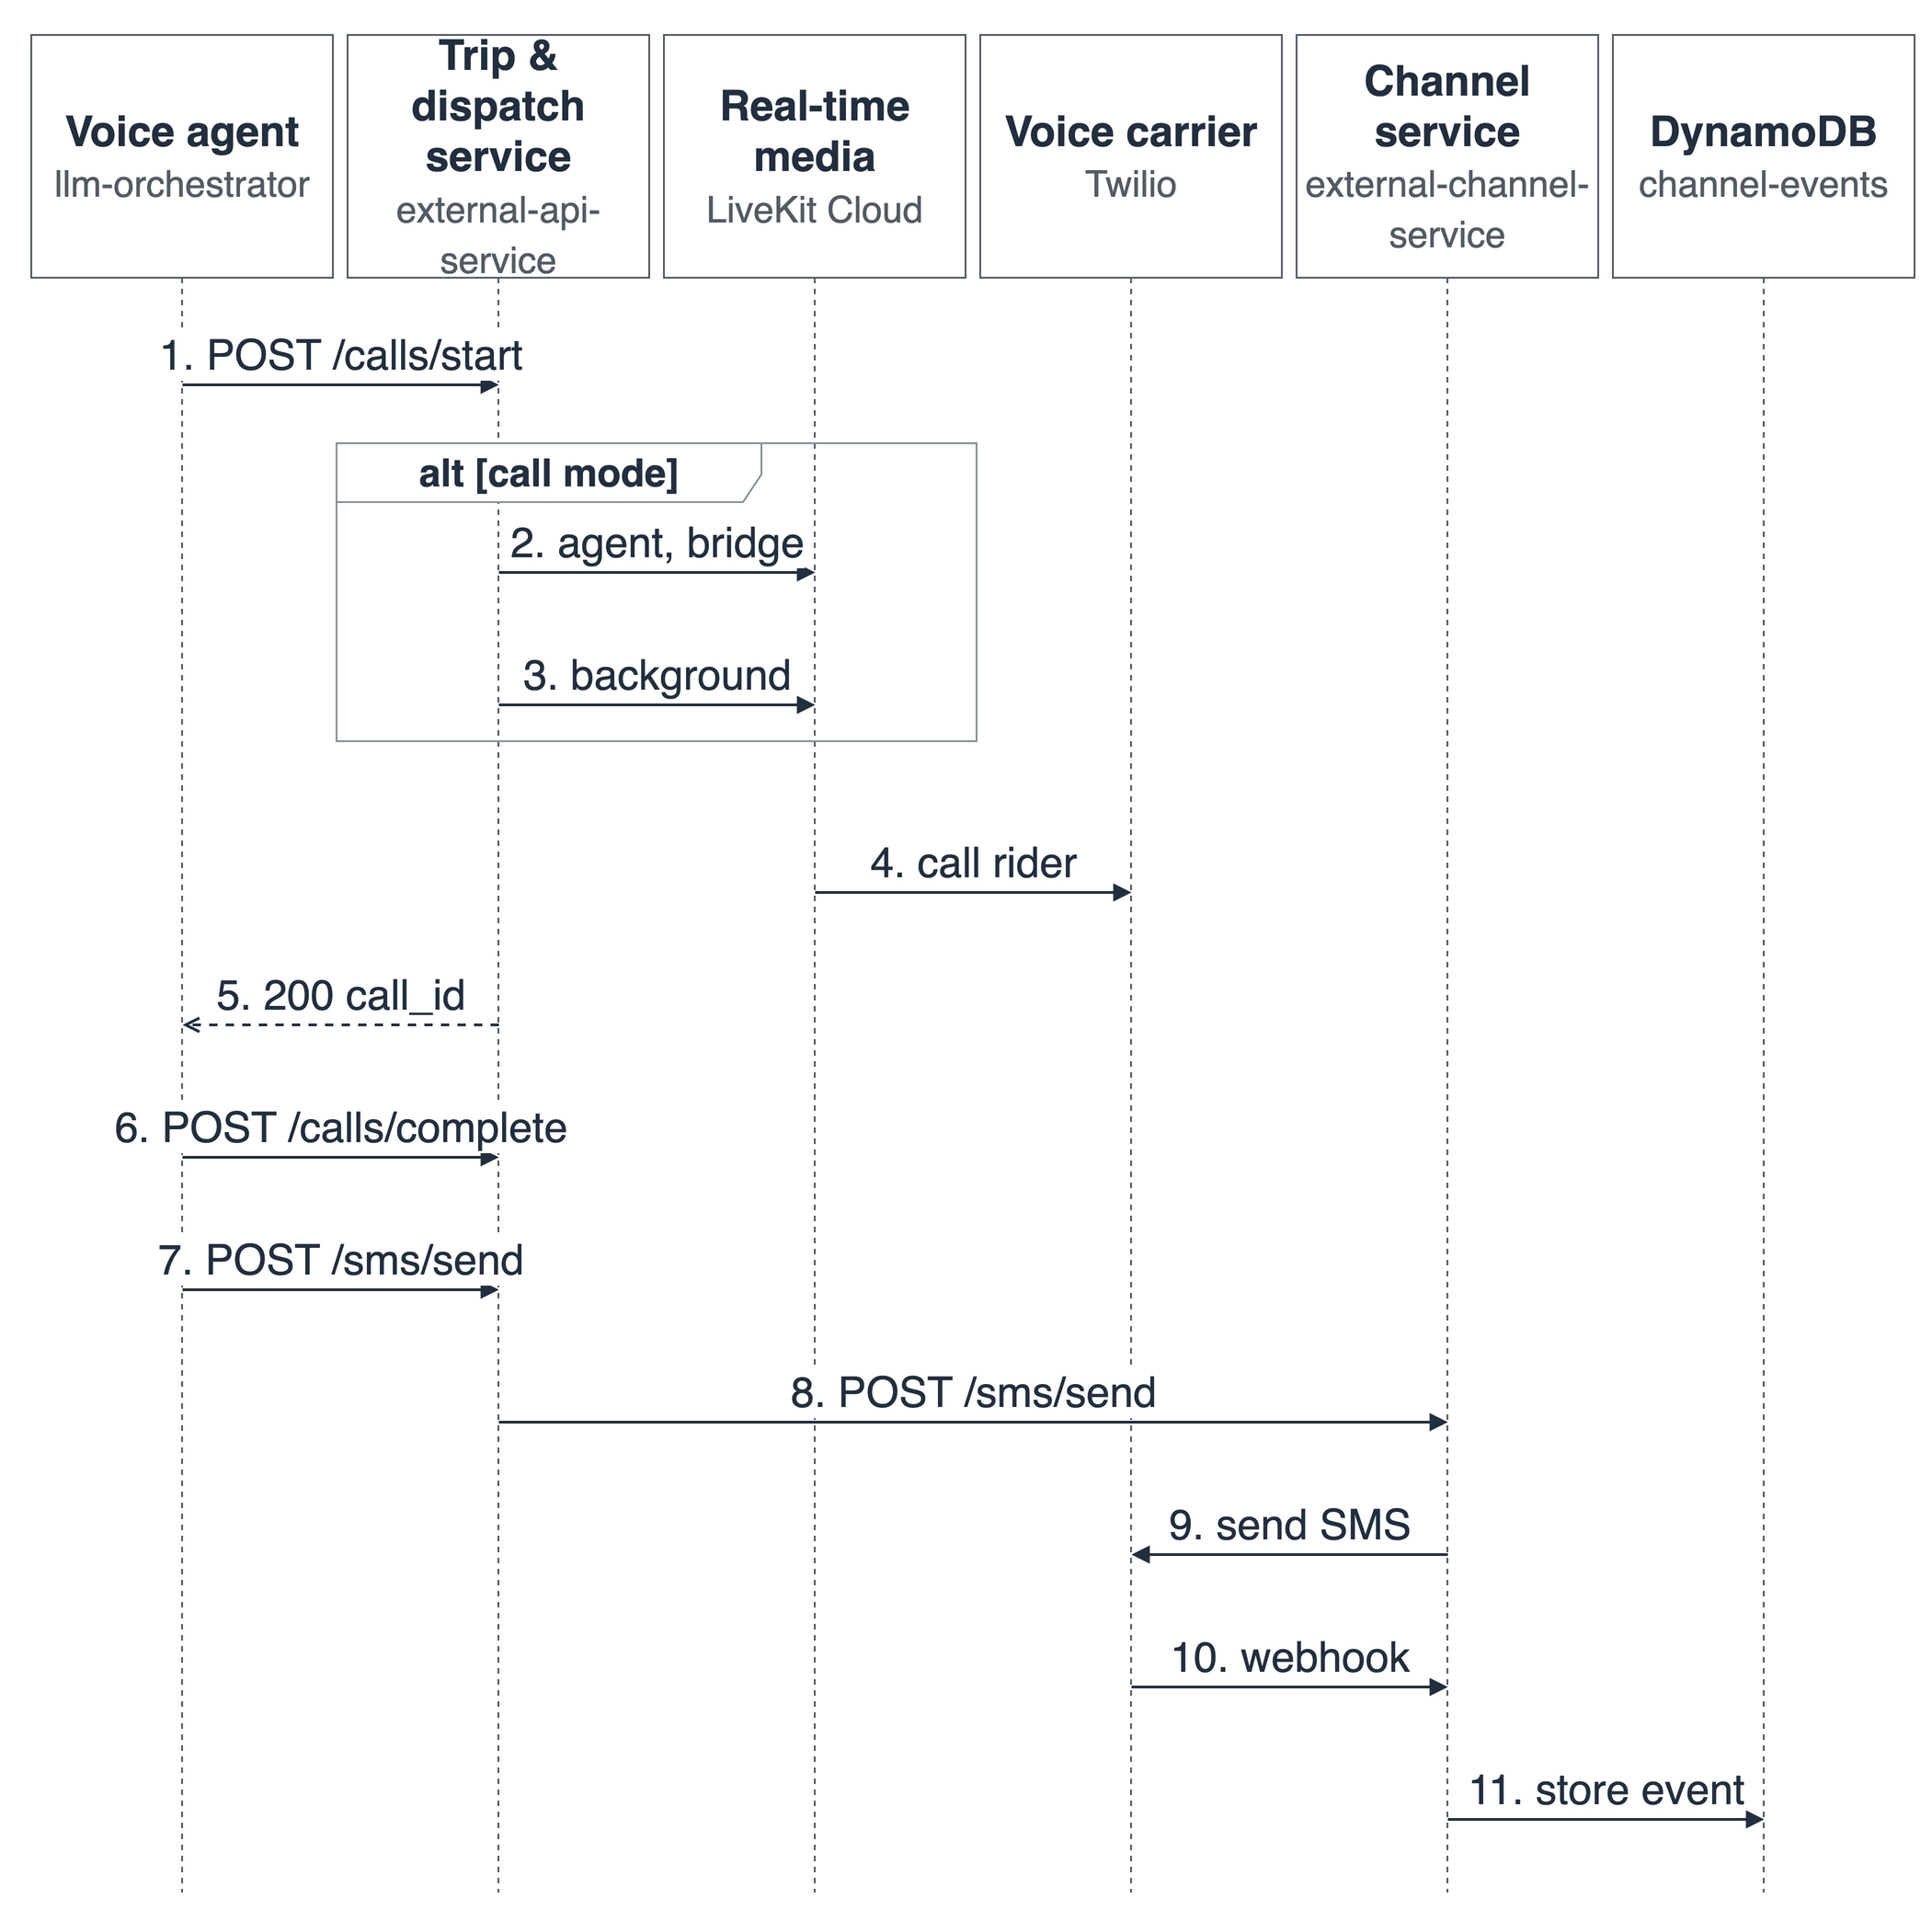 Voice agent
llm-orchestrator
Trip &
dispatch
service
external-api-
service
Real-time
media
LiveKit Cloud
Voice carrier
Twilio
Channel
service
external-channel-
service
DynamoDB
channel-events
1. POST /calls/start
alt [call mode]
2. agent, bridge
3. background
4. call rider
5. 200 call_id
6. POST /calls/complete
7. POST /sms/send
8. POST /sms/send
9. send SMS
10. webhook
11. store event